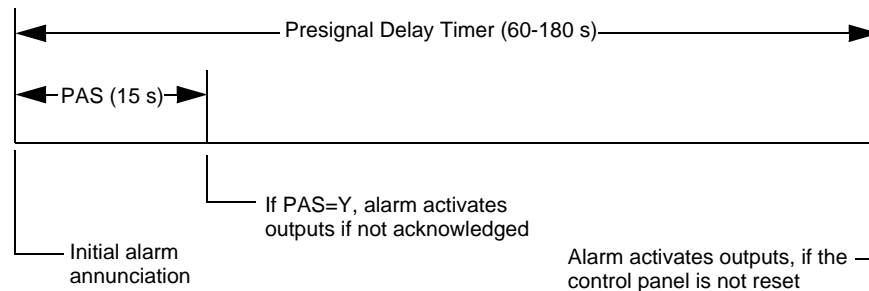 Presignal Delay Timer (60-180 s)
PAS (15 s)
If PAS=Y, alarm activates
outputs if not acknowledged
Initial alarm
annunciation
Alarm activates outputs, if the
control panel is not reset